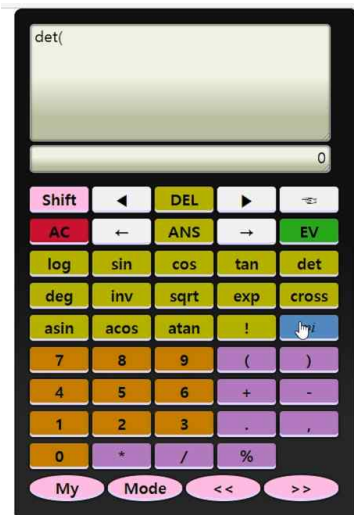 det(
0
Shift ◀ DEL ▶
AC ← ANS → EV
log sin cos tan det
deg inv sqrt exp cross
asin acos atan !
7 8 9 ( )
4 5 6 + -
1 2 3 . ,
0 * / %
My Mode << >>